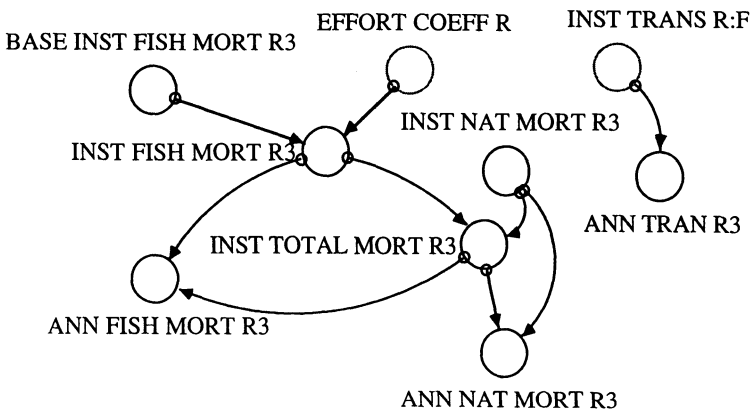 EFFORT COEFF R
INST TRANS R:F
BASE INST FISH MORT R3
INST NAT MORT R3
INST FISH MORT R3
ANN TRAN R3
INST TOTAL MORT R3
ANN FISH MORT R3
ANN NAT MORT R3